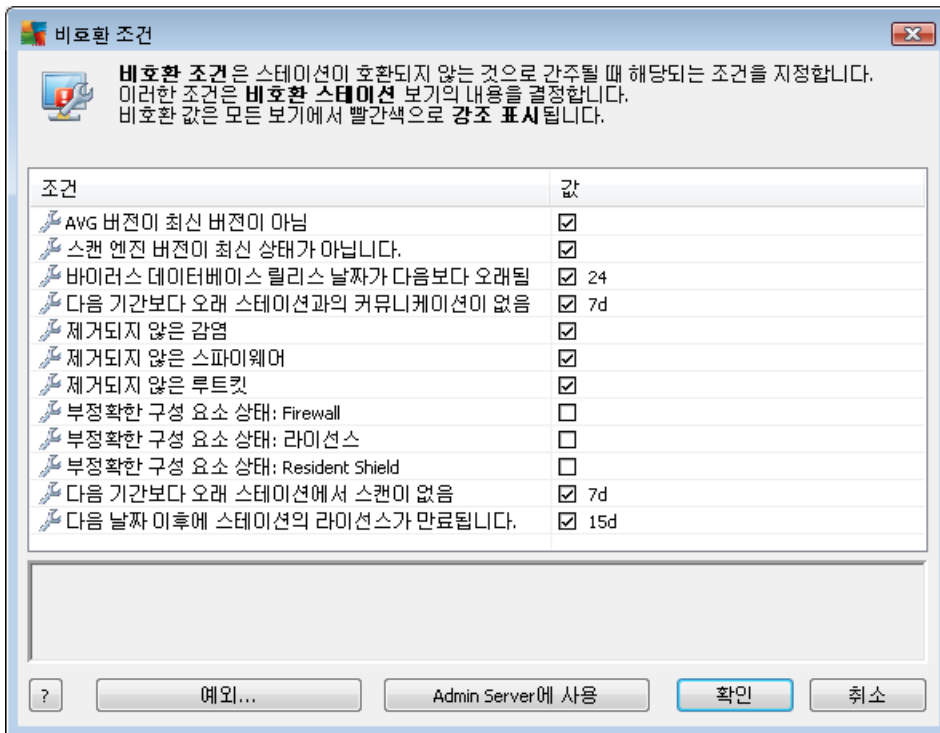 비호환 조건
비호환 조건은 스테이션이 호환되지 않는 것으로 간주될 때 해당되는 조건을 지정합니다.
이러한 조건은 비호환 스테이션 보기의 내용을 결정합니다.
비호환 값은 모든 보기에서 빨간색으로 강조 표시됩니다.
조건 값
AVG 버전이 최신 버전이 아님
스캔 엔진 버전이 최신 상태가 아닙니다.
바이러스 데이터베이스 릴리스 날짜가 다음보다 오래됨 24
다음 기간보다 오래 스테이션과의 커뮤니케이션이 없음 7d
제거되지 않은 감염
제거되지 않은 스파이웨어
제거되지 않은 루트킷
부정확한 구성 요소 상태: Firewall
부정확한 구성 요소 상태: 라이선스
부정확한 구성 요소 상태: Resident Shield
다음 기간보다 오래 스테이션에서 스캔이 없음 7d
다음 날짜 이후에 스테이션의 라이선스가 만료됩니다. 15d
? 예외... Admin Server에 사용 확인 취소